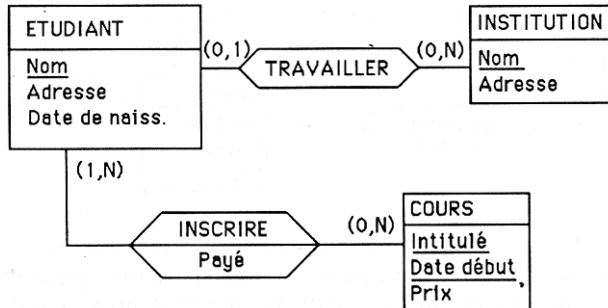 ETUDIANT
Nom
Adresse
Date de naiss.
(0,1)
TRAVAILLER
(0,N)
INSTITUTION
Nom
Adresse
(1,N)
INSCRIRE
Payé
(0,N)
COURS
Intitulé
Date début
Prix